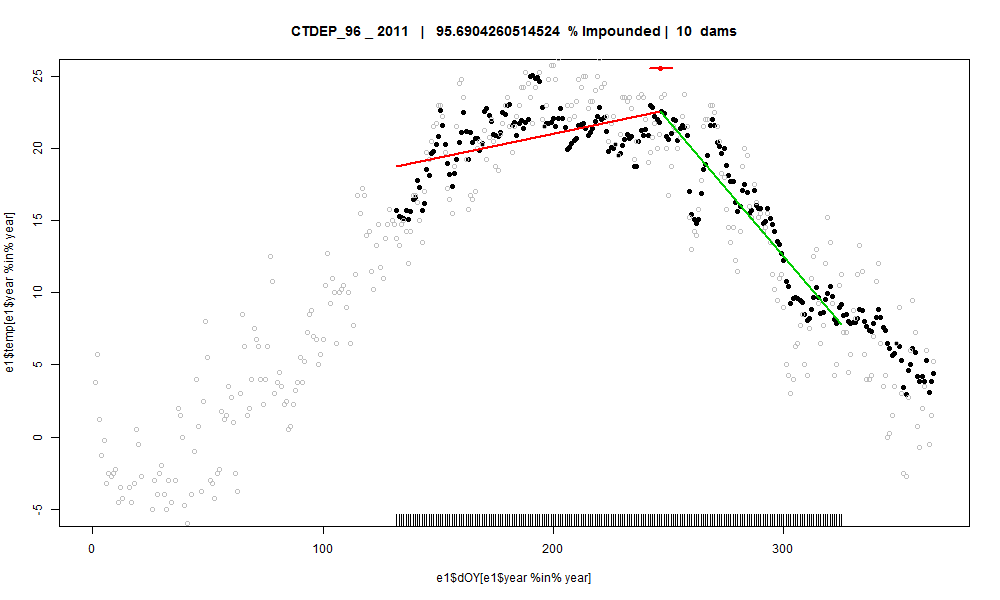 CTDEP_96 _ 2011 | 95.6904260514524 % Impounded | 10 dams
e1$temp[e1$year %in% year]
25
20
15
10
5
0
-5
0 100 200 300
e1$dOY[e1$year %in% year]